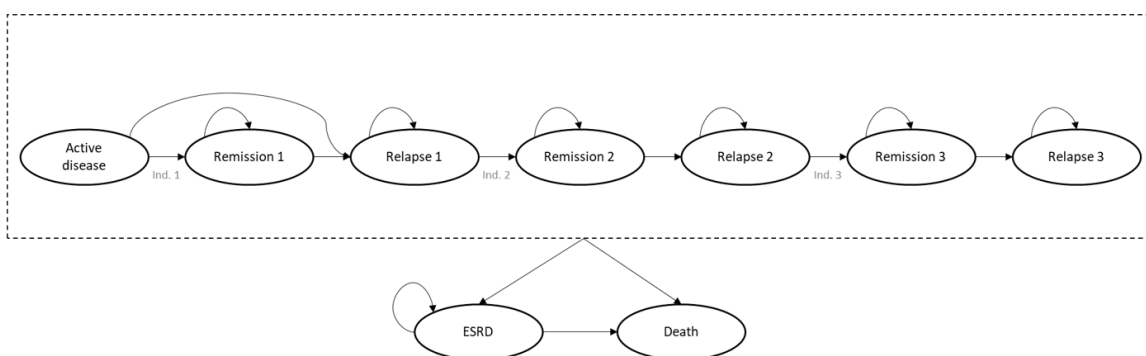 Active
disease
Remission 1
Relapse 1
Remission 2
Relapse 2
Remission 3
Relapse 3
Ind. 1
Ind. 2
Ind. 3
ESRD
Death